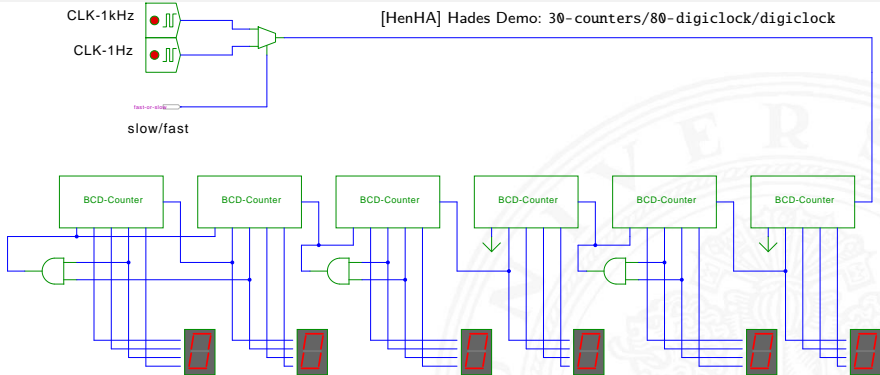 CLK-1kHz
[HenHA] Hades Demo: 30-counters/80-digiclock/digiclock
CLK-1Hz
fast-or-slow
slow/fast
BCD-Counter BCD-Counter BCD-Counter BCD-Counter BCD-Counter BCD-Counter